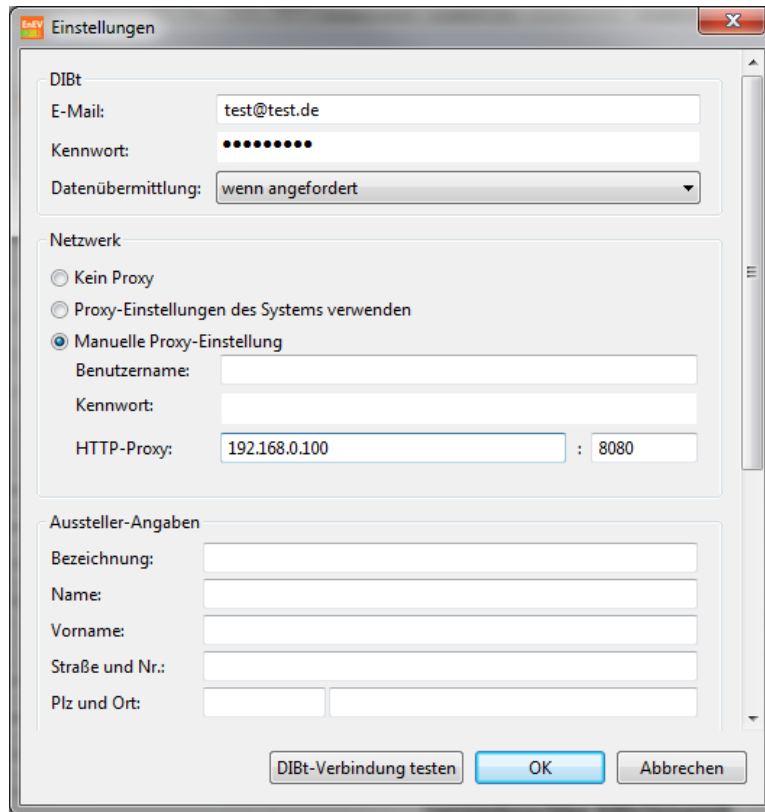 EnEV
Einstellungen
DIBt
E-Mail: test@test.de
Kennwort: •••••••••
Datenübermittlung: wenn angefordert
Netzwerk
Kein Proxy
Proxy-Einstellungen des Systems verwenden
Manuelle Proxy-Einstellung
Benutzername:
Kennwort:
HTTP-Proxy: 192.168.0.100 : 8080
Aussteller-Angaben
Bezeichnung:
Name:
Vorname:
Straße und Nr.:
Plz und Ort:
DIBt-Verbindung testen OK Abbrechen